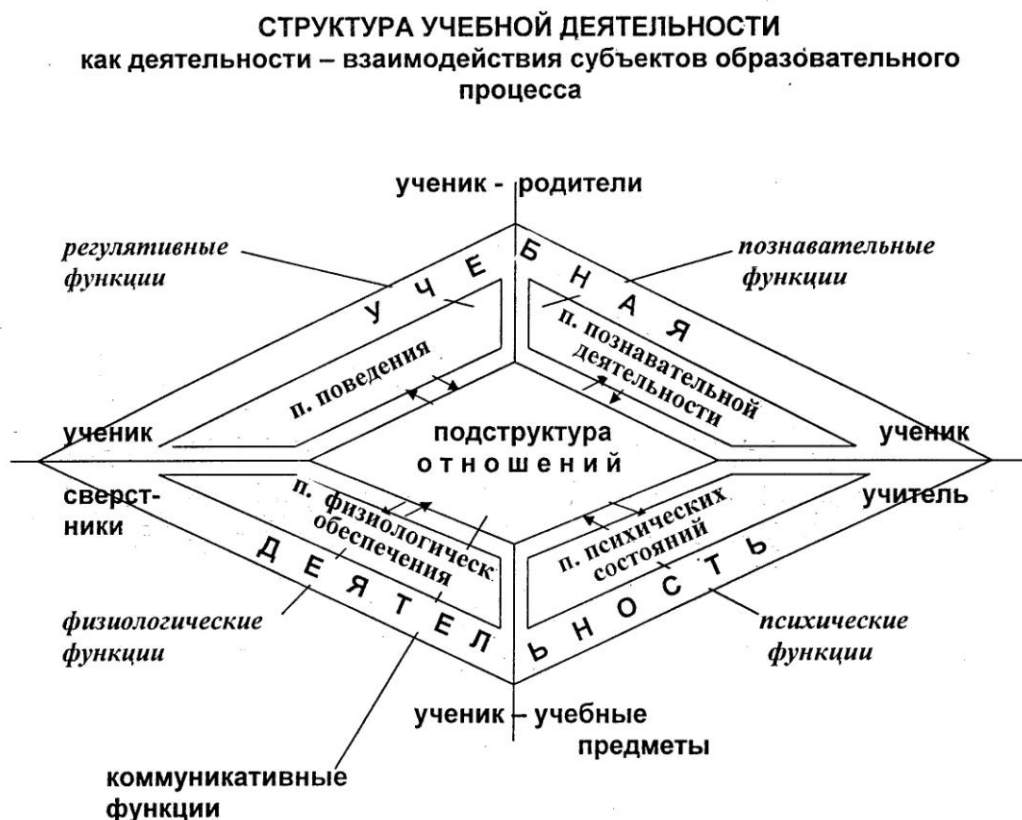 СТРУКТУРА УЧЕБНОЙ ДЕЯТЕЛЬНОСТИ
как деятельности – взаимодействия субъектов образовательного
процесса
ученик - родители
регулятивные
функции
познавательные
функции
УЧЕБНАЯ
п. поведения
п. познавательной
деятельности
ученик
ученик
подструктура
отношений
сверст-
ники
учитель
п. физиологическ
обеспечения
п. психических
состояний
ДЕЯТЕЛЬНОСТЬ
физиологические
функции
психические
функции
ученик – учебные
предметы
коммуникативные
функции